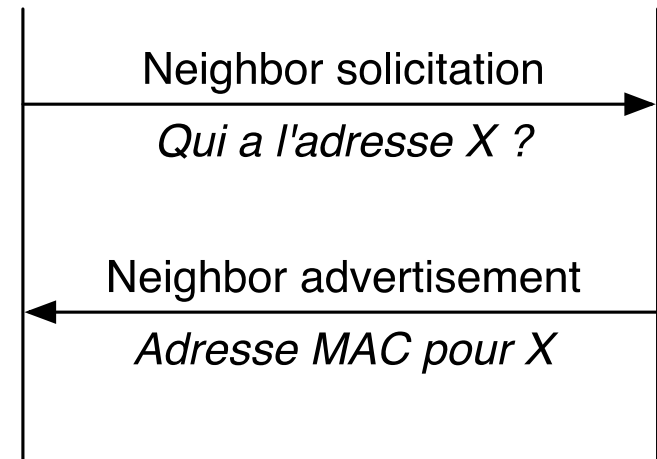 Neighbor solicitation
Qui a l'adresse X ?
Neighbor advertisement
Adresse MAC pour X